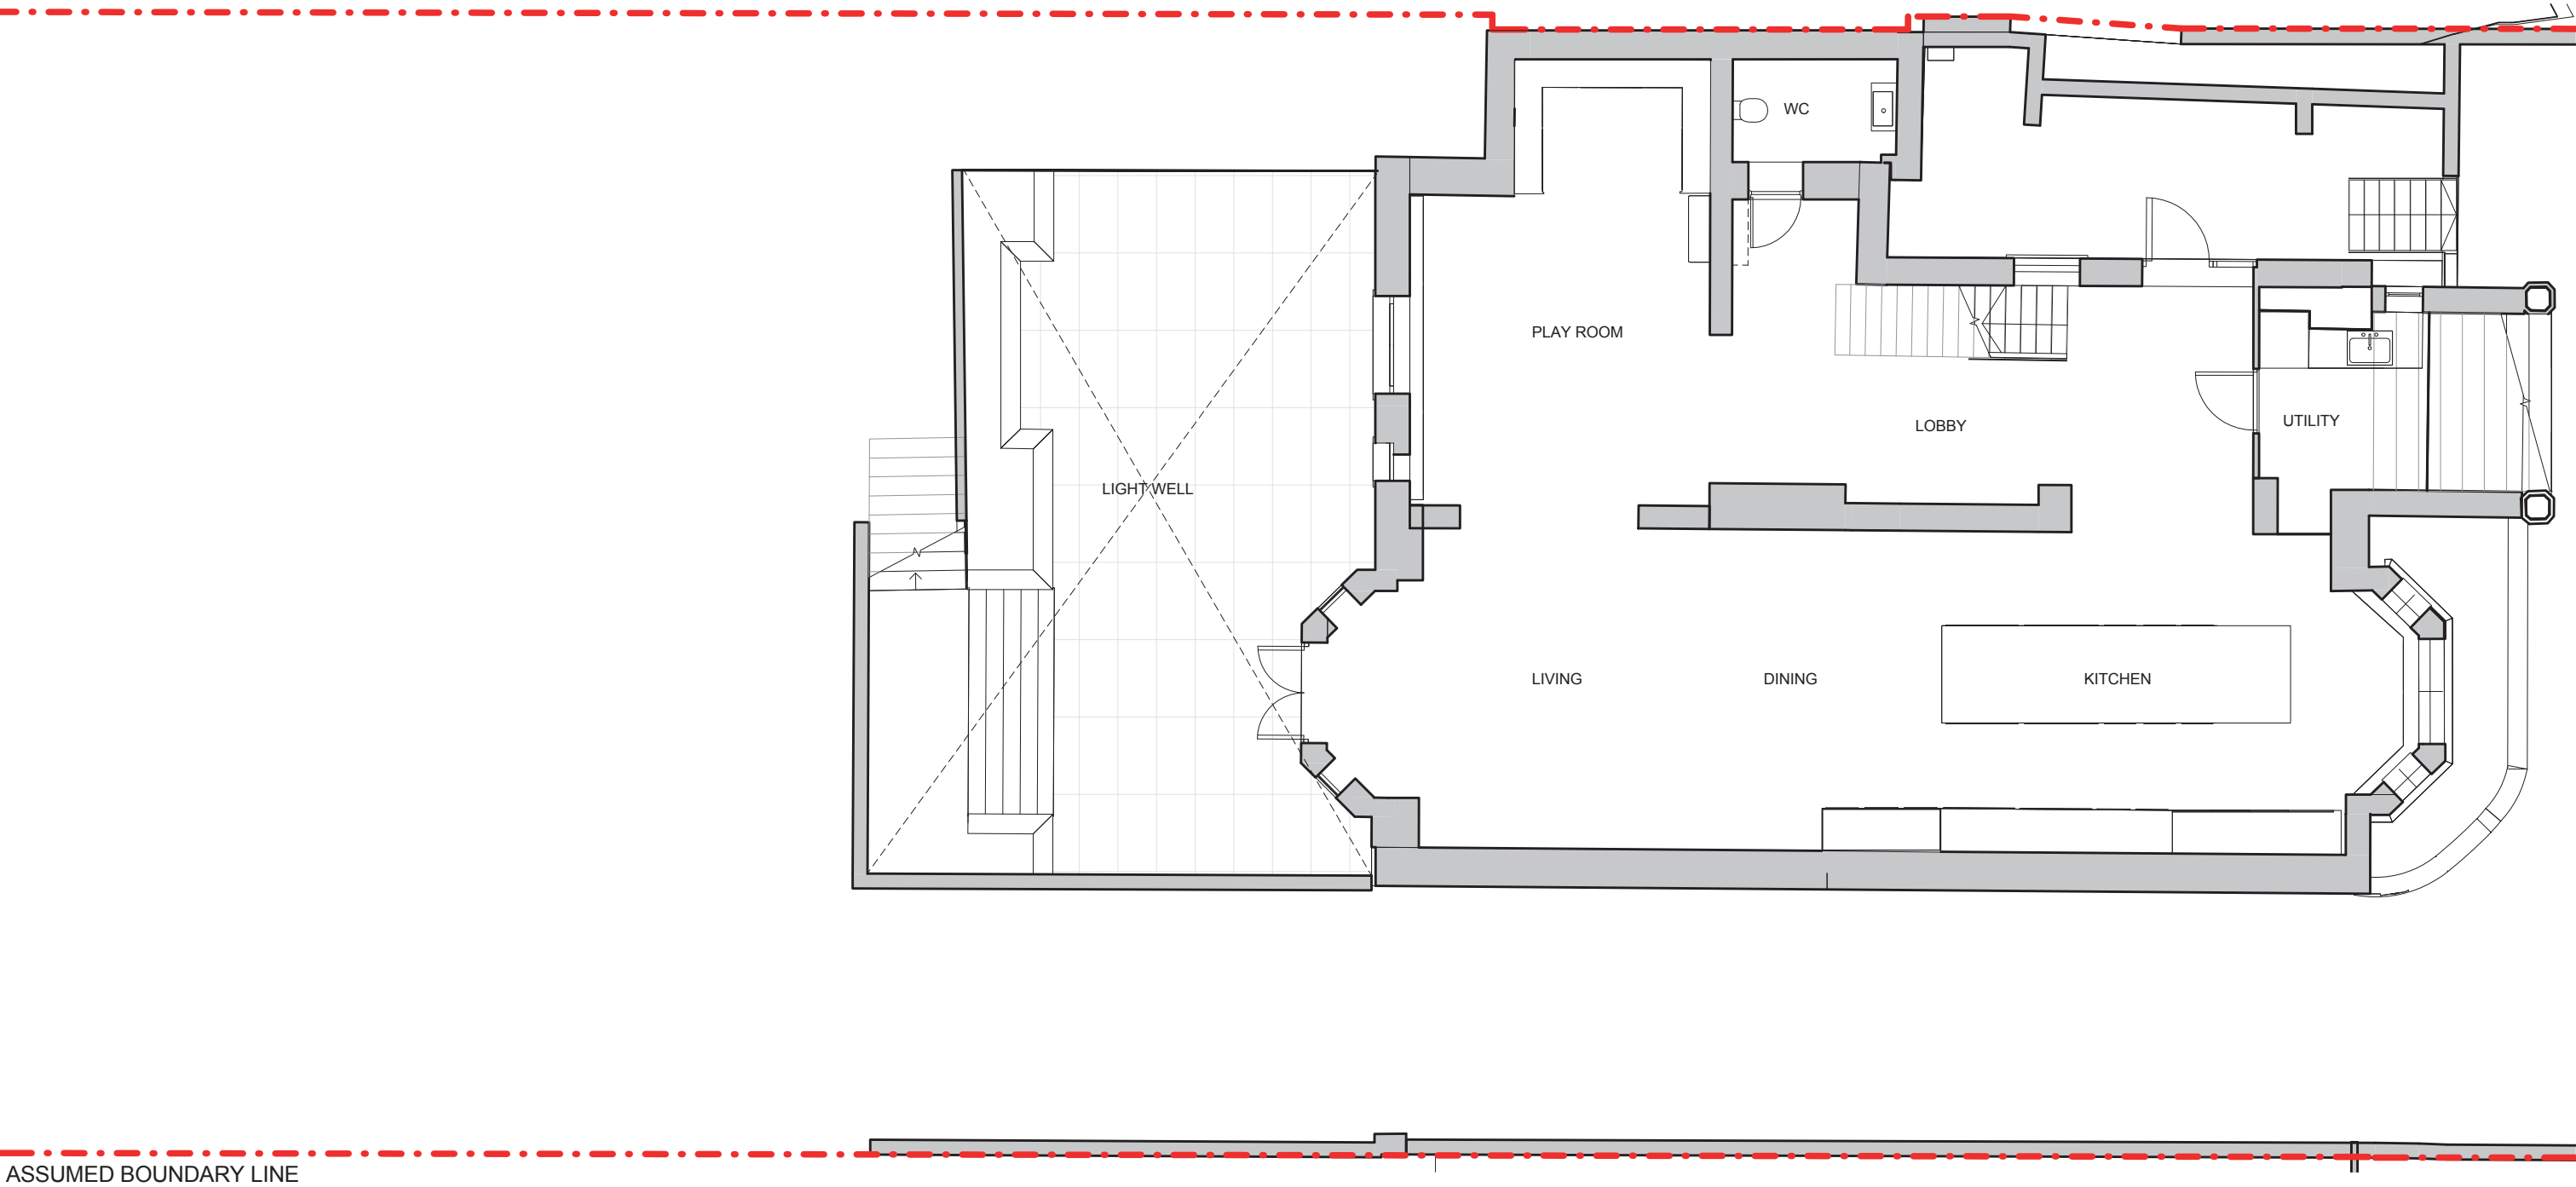 WC
PLAY ROOM
LOBBY
UTILITY
LIGHT WELL
LIVING
DINING
KITCHEN
ASSUMED BOUNDARY LINE